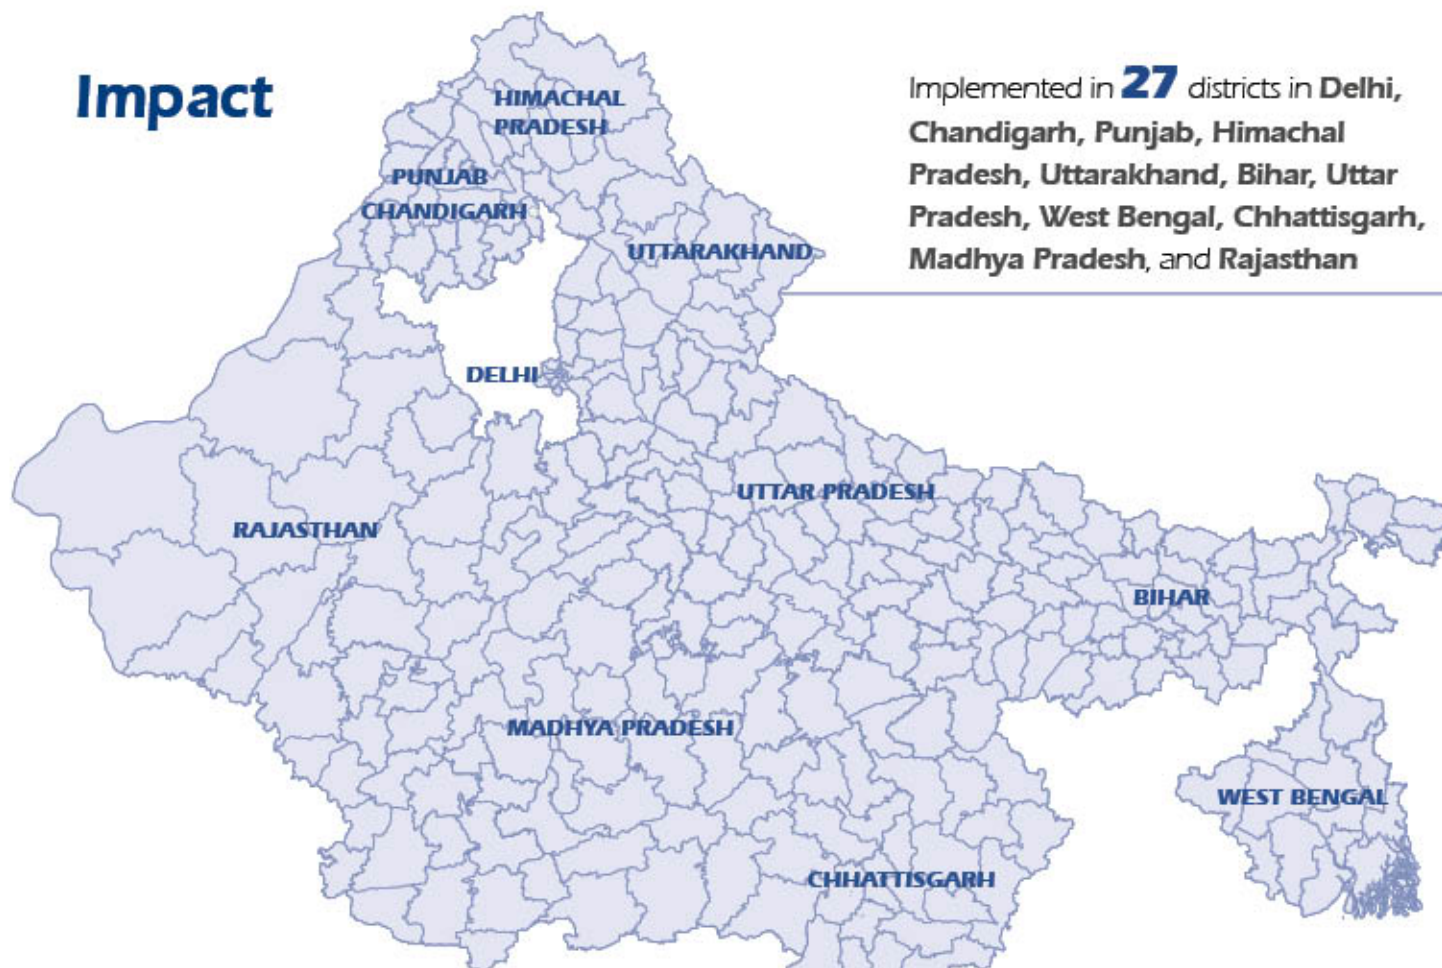 Impact
Implemented in 27 districts in Delhi,
Chandigarh, Punjab, Himachal
Pradesh, Uttarakhand, Bihar, Uttar
Pradesh, West Bengal, Chhattisgarh,
Madhya Pradesh, and Rajasthan
HIMACHAL
PRADESH
PUNJAB
CHANDIGARH
UTTARAKHAND
DELHI
UTTAR PRADESH
RAJASTHAN
BIHAR
MADHYA PRADESH
WEST BENGAL
CHHATTISGARH